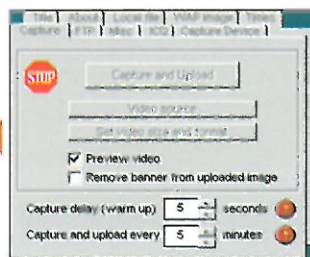 Title About Local file WAP image Times
Capture FTP Misc ICQ Capture Device
STOP Capture and Upload
Video source
Set video size and format
Preview video
Remove banner from uploaded image
Capture delay (warm up) 5 seconds
Capture and upload every 5 minutes